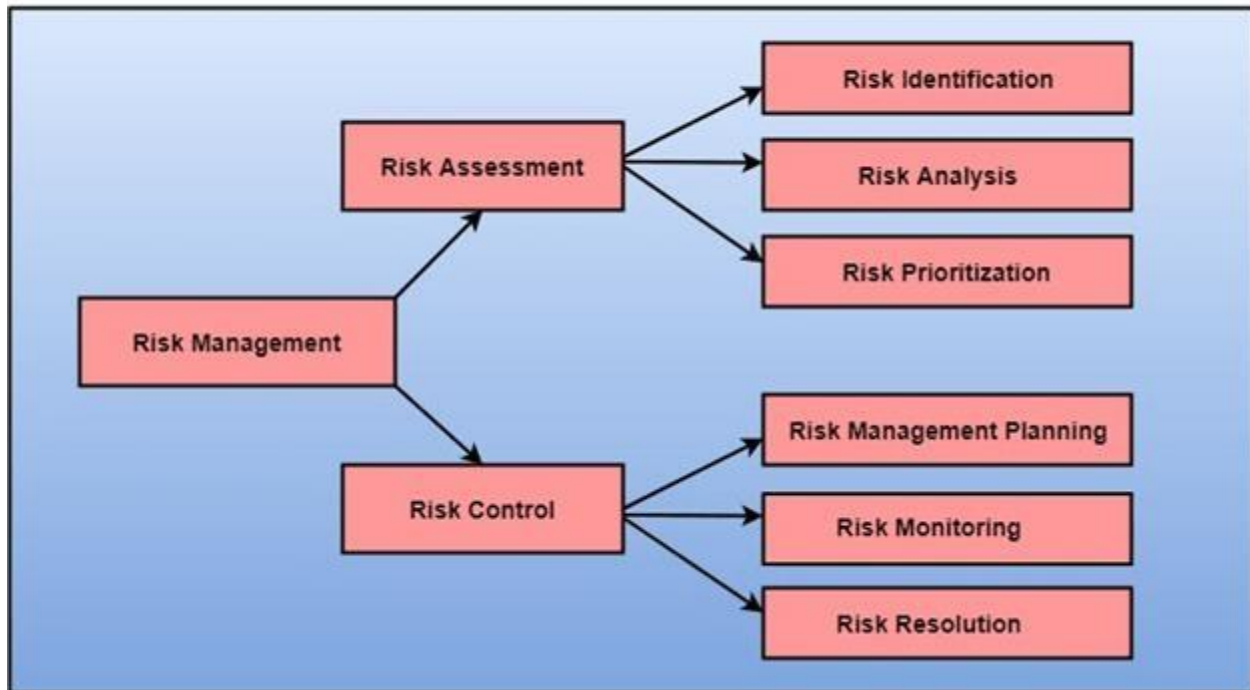 Risk Management
Risk Assessment
Risk Identification
Risk Analysis
Risk Prioritization
Risk Control
Risk Management Planning
Risk Monitoring
Risk Resolution